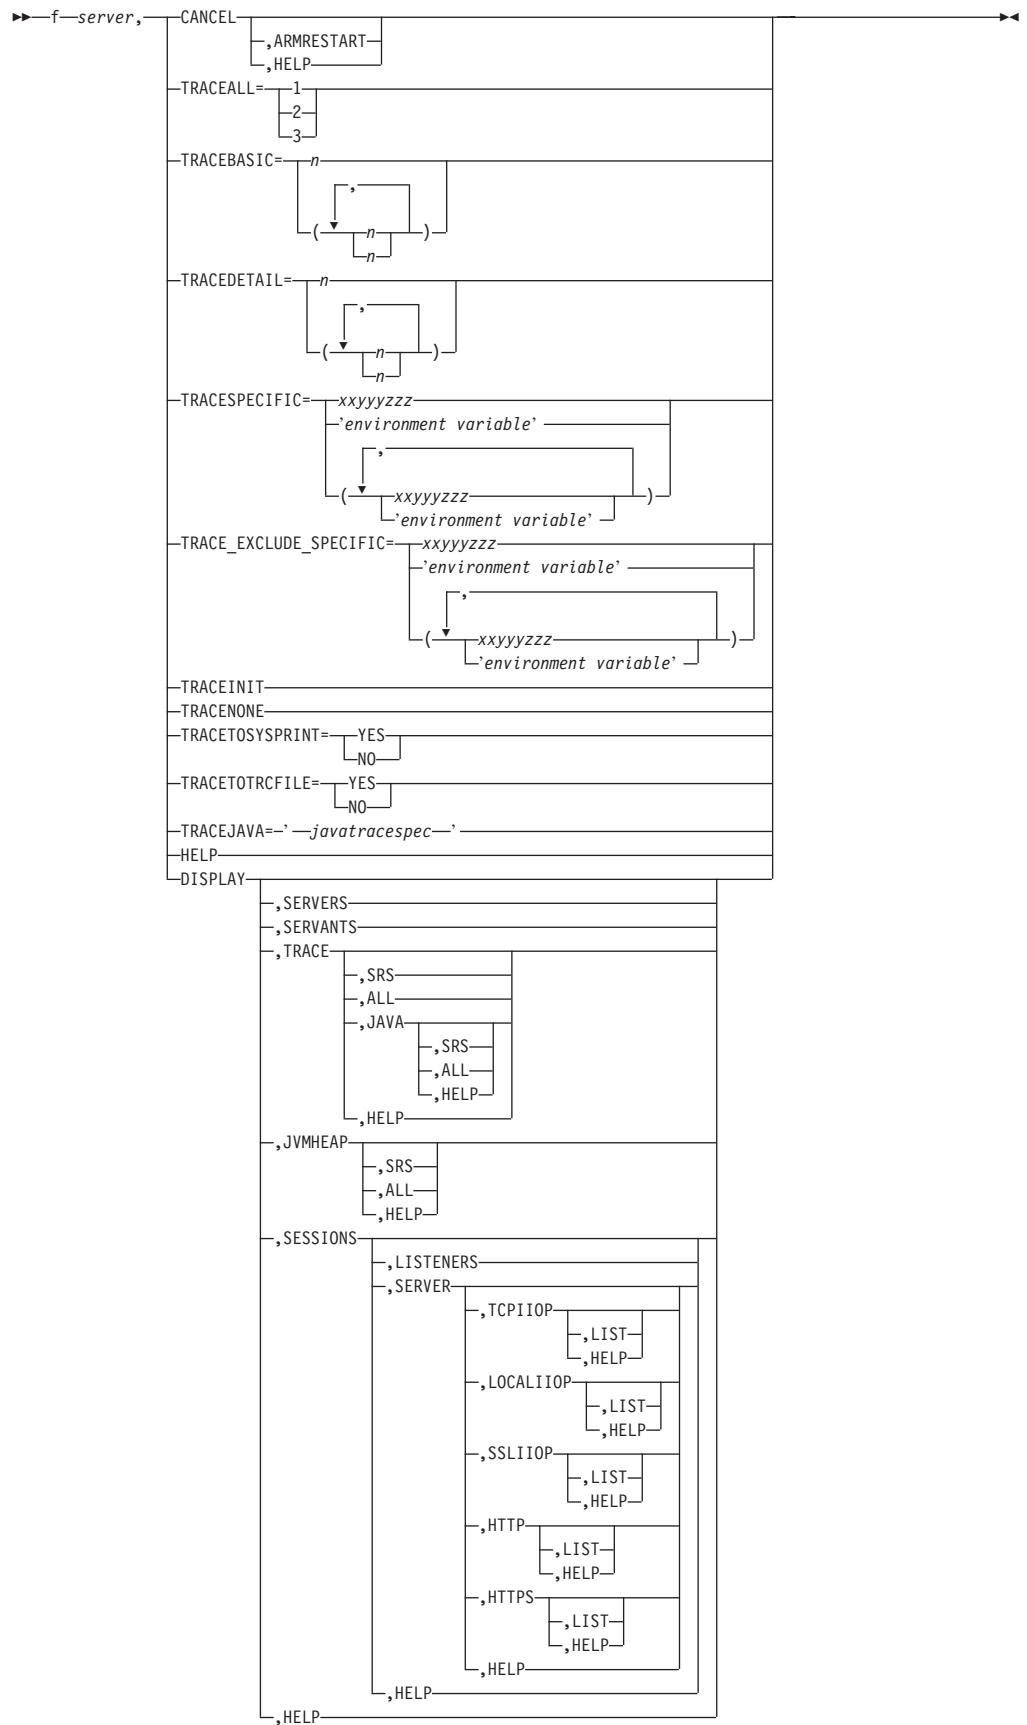 f server, CANCEL
,ARMRESTART
,HELP
TRACEALL= 1
2
3
TRACEBASIC= n
,
( n )
n
TRACEDETAIL= n
,
( n )
n
TRACESPECIFIC= xxyyyzzz
'environment variable'
,
( xxyyyzzz )
'environment variable'
TRACE_EXCLUDE_SPECIFIC= xxyyyzzz
'environment variable'
,
( xxyyyzzz )
'environment variable'
TRACEINIT
TRACENONE
TRACETOSYSPRINT= YES
NO
TRACETOTRCFILE= YES
NO
TRACEJAVA= ' javatracespec '
HELP
DISPLAY
,SERVERS
,SERVANTS
,TRACE
,SRS
,ALL
,JAVA
,SRS
,ALL
,HELP
,HELP
,JVMHEAP
,SRS
,ALL
,HELP
,SESSIONS
,LISTENERS
,SERVER
,TCPIIOP
,LIST
,HELP
,LOCALIIOP
,LIST
,HELP
,SSLIIOP
,LIST
,HELP
,HTTP
,LIST
,HELP
,HTTPS
,LIST
,HELP
,HELP
,HELP
,HELP